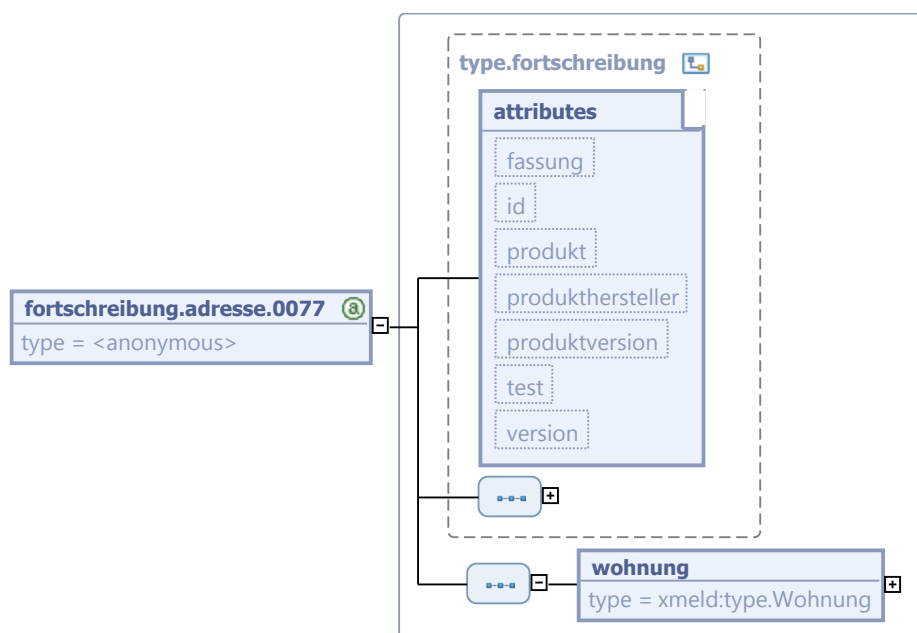 type.fortschreibung
attributes
fassung
id
produkt
produkthersteller
produktversion
test
version
fortschreibung.adresse.0077 a
type = <anonymous>
wohnung
type = xmeld:type.Wohnung